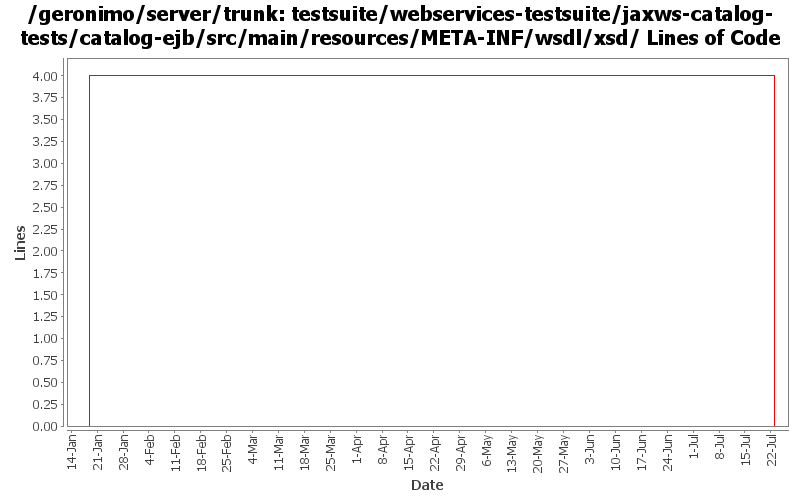 /geronimo/server/trunk: testsuite/webservices-testsuite/jaxws-catalog-
tests/catalog-ejb/src/main/resources/META-INF/wsdl/xsd/ Lines of Code
4.00
3.75
3.50
3.25
3.00
2.75
2.50
2.25
2.00
1.75
1.50
1.25
1.00
0.75
0.50
0.25
0.00
Lines
14-Jan
21-Jan
28-Jan
4-Feb
11-Feb
18-Feb
25-Feb
4-Mar
11-Mar
18-Mar
25-Mar
1-Apr
8-Apr
15-Apr
22-Apr
29-Apr
6-May
13-May
20-May
27-May
3-Jun
10-Jun
17-Jun
24-Jun
1-Jul
8-Jul
15-Jul
22-Jul
Date